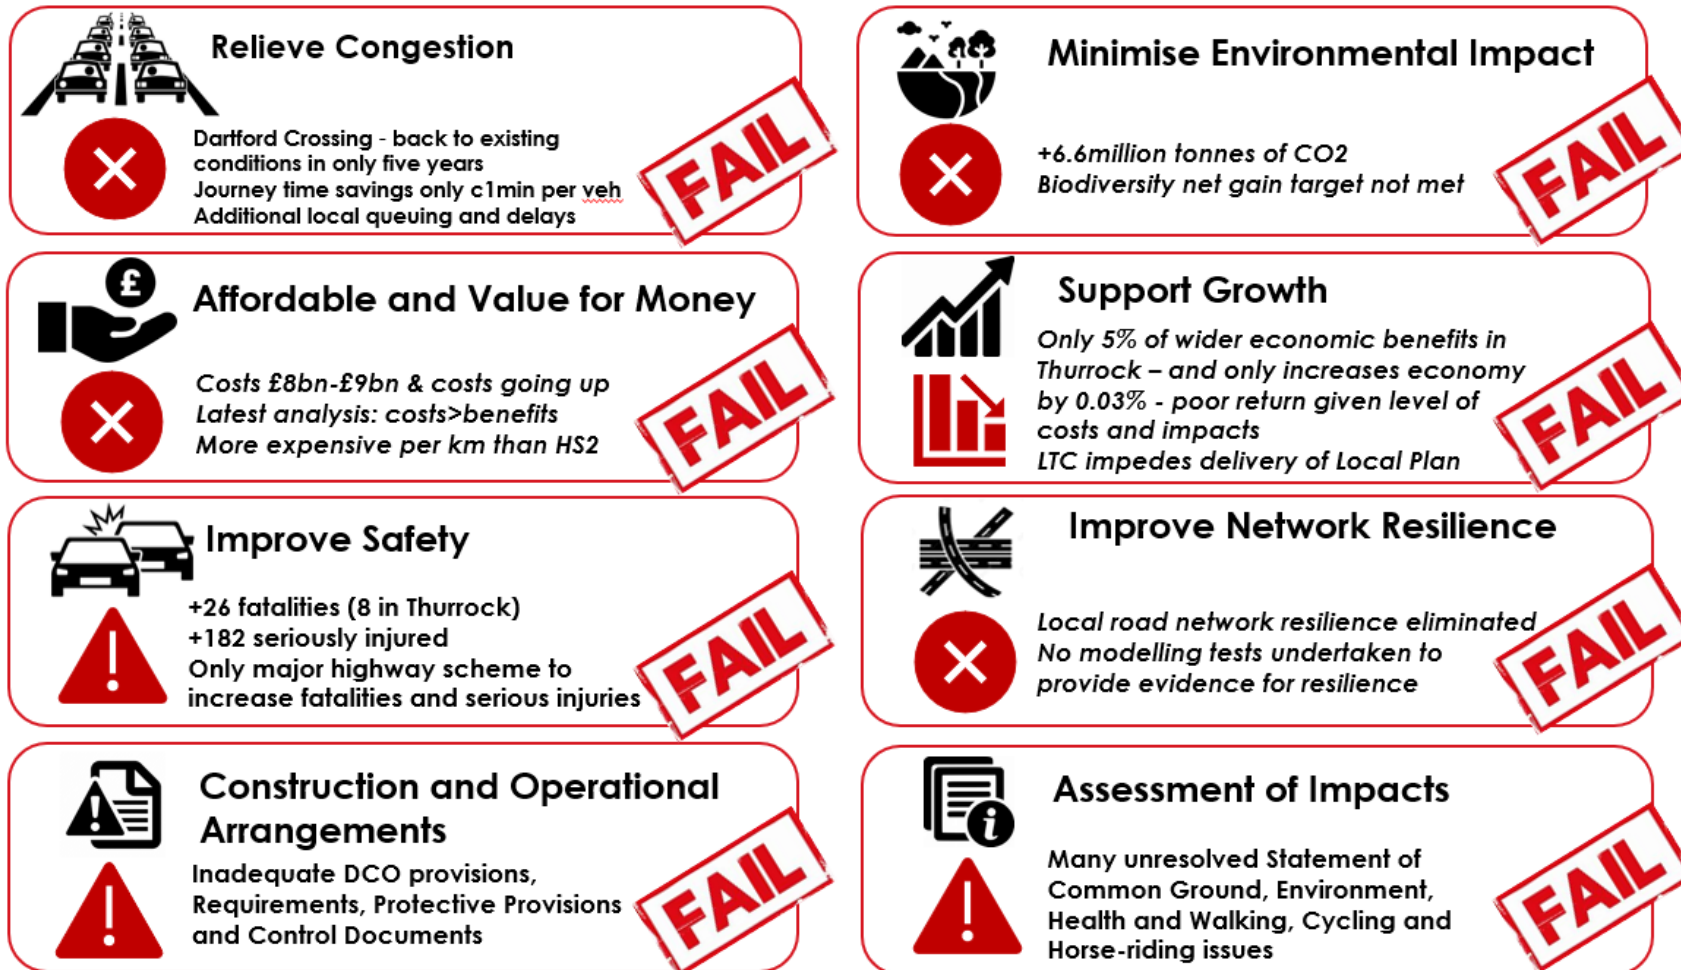 Relieve Congestion
Dartford Crossing - back to existing
conditions in only five years
Journey time savings only c1min per veh
Additional local queuing and delays
FAIL
Minimise Environmental Impact
+6.6million tonnes of CO2
Biodiversity net gain target not met
FAIL
£
Affordable and Value for Money
Costs £8bn-£9bn & costs going up
Latest analysis: costs>benefits
More expensive per km than HS2
FAIL
Support Growth
Only 5% of wider economic benefits in
Thurrock – and only increases economy
by 0.03% - poor return given level of
costs and impacts
LTC impedes delivery of Local Plan
FAIL
Improve Safety
+26 fatalities (8 in Thurrock)
+182 seriously injured
Only major highway scheme to
increase fatalities and serious injuries
FAIL
Improve Network Resilience
Local road network resilience eliminated
No modelling tests undertaken to
provide evidence for resilience
FAIL
Construction and Operational
Arrangements
Inadequate DCO provisions,
Requirements, Protective Provisions
and Control Documents
FAIL
Assessment of Impacts
Many unresolved Statement of
Common Ground, Environment,
Health and Walking, Cycling and
Horse-riding issues
FAIL